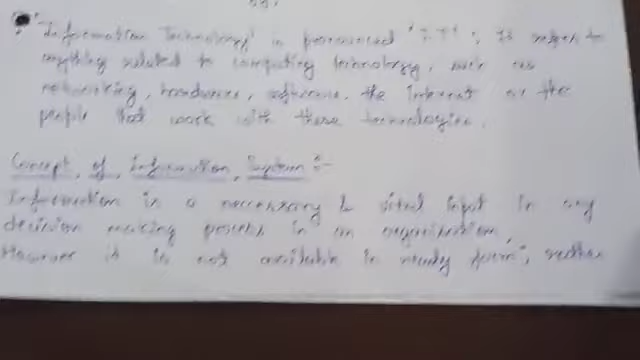 'Information Technology' is pronounced 'I.T'; It refers to
anything related to computing technology, such as
networking, hardware, software, the internet or the
people that work with these technologies.
Concept of Information System :-
Information is a necessary & vital input in any
decision making process in an organisation.
However it is not available in ready form, rather